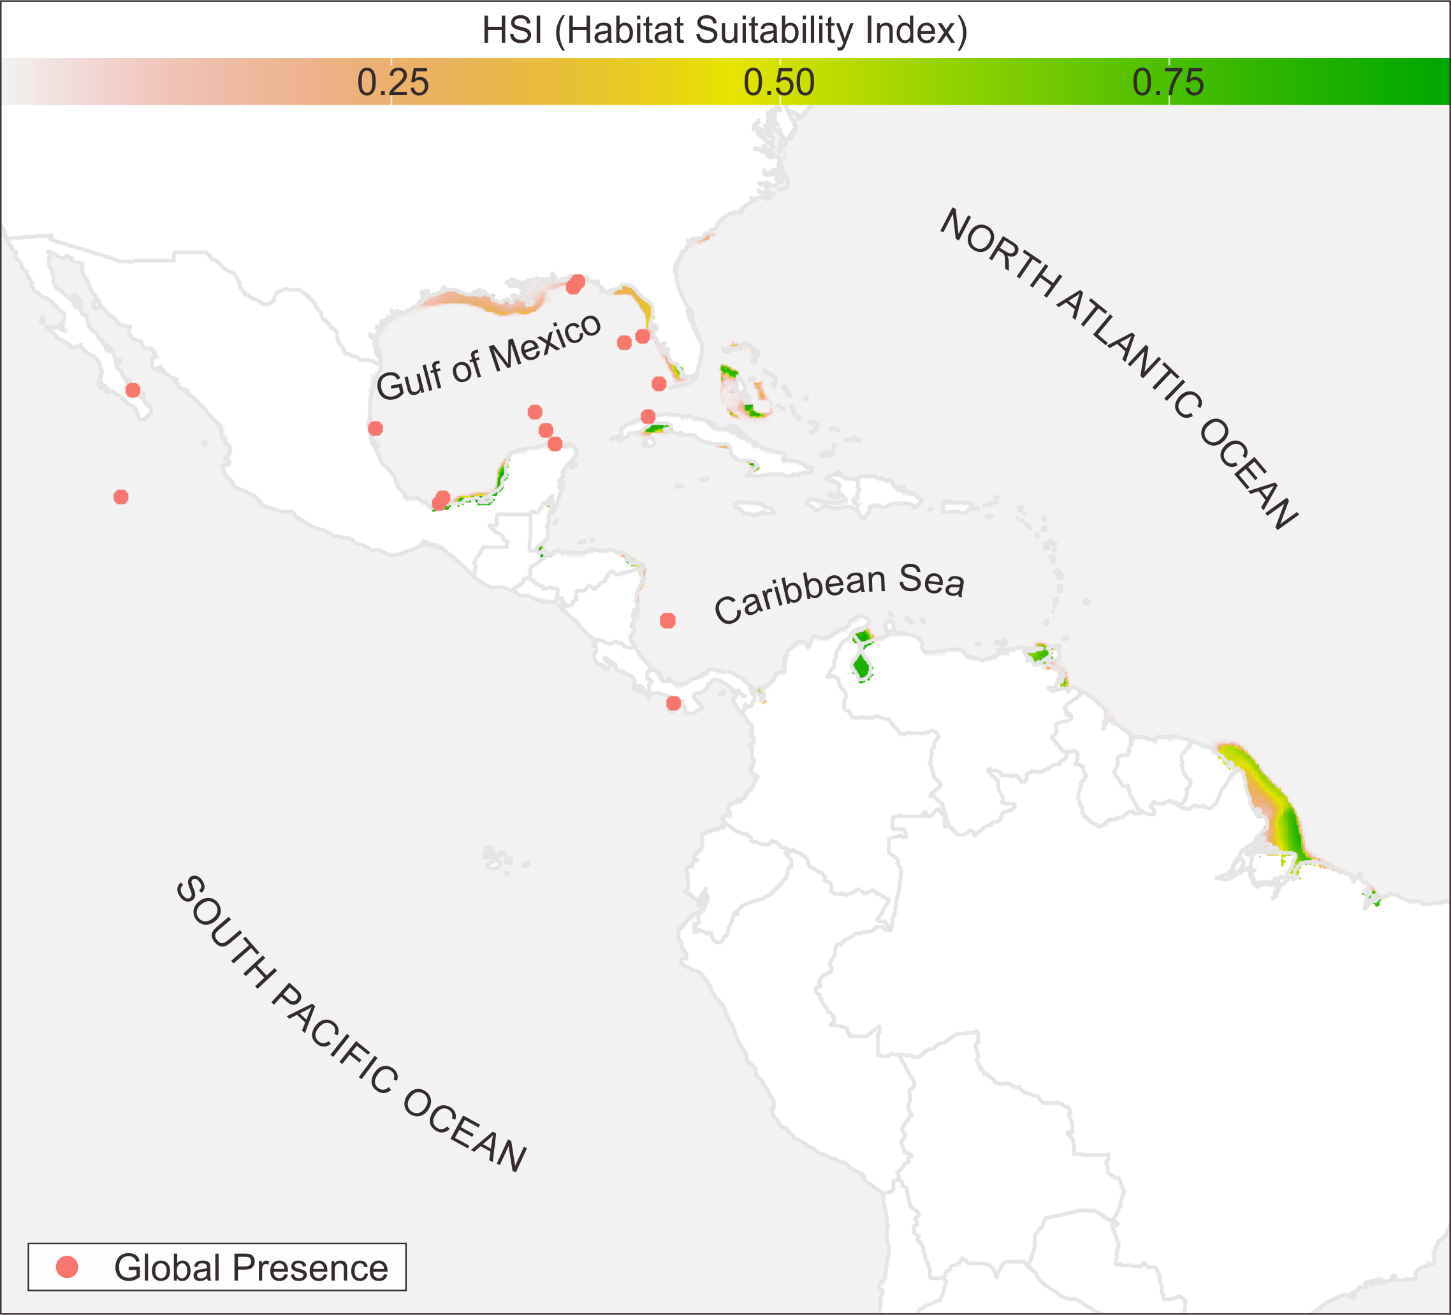 HSI (Habitat Suitability Index)
0.25 0.50 0.75
NORTH ATLANTIC OCEAN
Gulf of Mexico
Caribbean Sea
SOUTH PACIFIC OCEAN
Global Presence